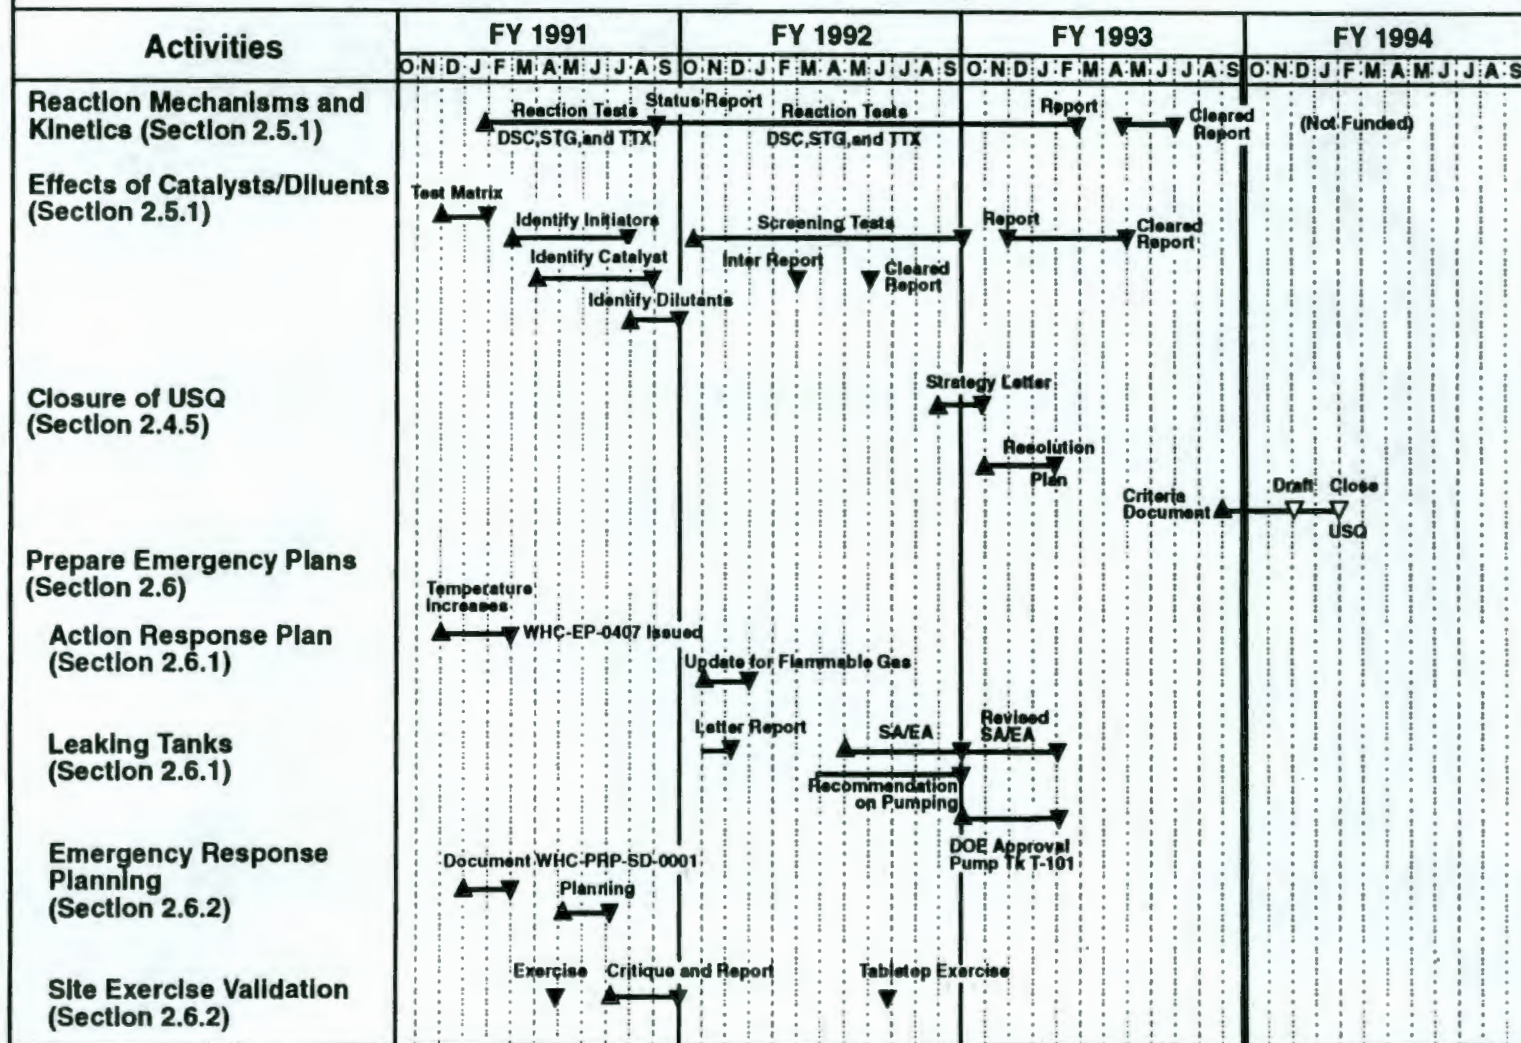 Activities
FY 1991
FY 1992
FY 1993
FY 1994
O N D J F M A M J J A S O N D J F M A M J J A S O N D J F M A M J J A S O N D J F M A M J J A S
Reaction Mechanisms and
Kinetics (Section 2.5.1)
Reaction Tests
DSC,STG,and TTX
Status Report
Reaction Tests
DSC,STG,and TTX
Report
Cleared
Report
(Not Funded)
Effects of Catalysts/Diluents
(Section 2.5.1)
Test Matrix
Identify Initiators
Screening Tests
Report
Cleared
Report
Identify Catalyst
Inter Report
Cleared
Report
Identify Dilutants
Closure of USQ
(Section 2.4.5)
Strategy Letter
Resolution
Plan
Criteria
Document
Draft
Close
USQ
Prepare Emergency Plans
(Section 2.6)
Temperature
Increases
Action Response Plan
(Section 2.6.1)
WHC-EP-0407 Issued
Update for Flammable Gas
Leaking Tanks
(Section 2.6.1)
Letter Report
SA/EA
Revised
SA/EA
Recommendation
on Pumping
DOE Approval
Pump Tk T-101
Emergency Response
Planning
(Section 2.6.2)
Document WHC-PRP-SD-0001
Planning
Site Exercise Validation
(Section 2.6.2)
Exercise
Critique and Report
Tabletop Exercise